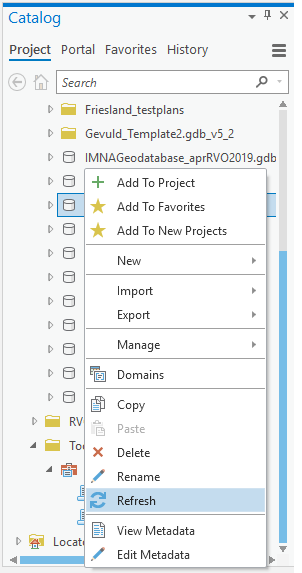 Catalog
Project Portal Favorites History
Search
Friesland_testplans
Gevuld_Template2.gdb_v5_2
IMNAGeodatabase_aprRVO2019.gdb
Add To Project
Add To Favorites
Add To New Projects
New
Import
Export
Manage
Domains
Copy
Paste
Delete
RV
Rename
Too
Refresh
View Metadata
Locat
Edit Metadata